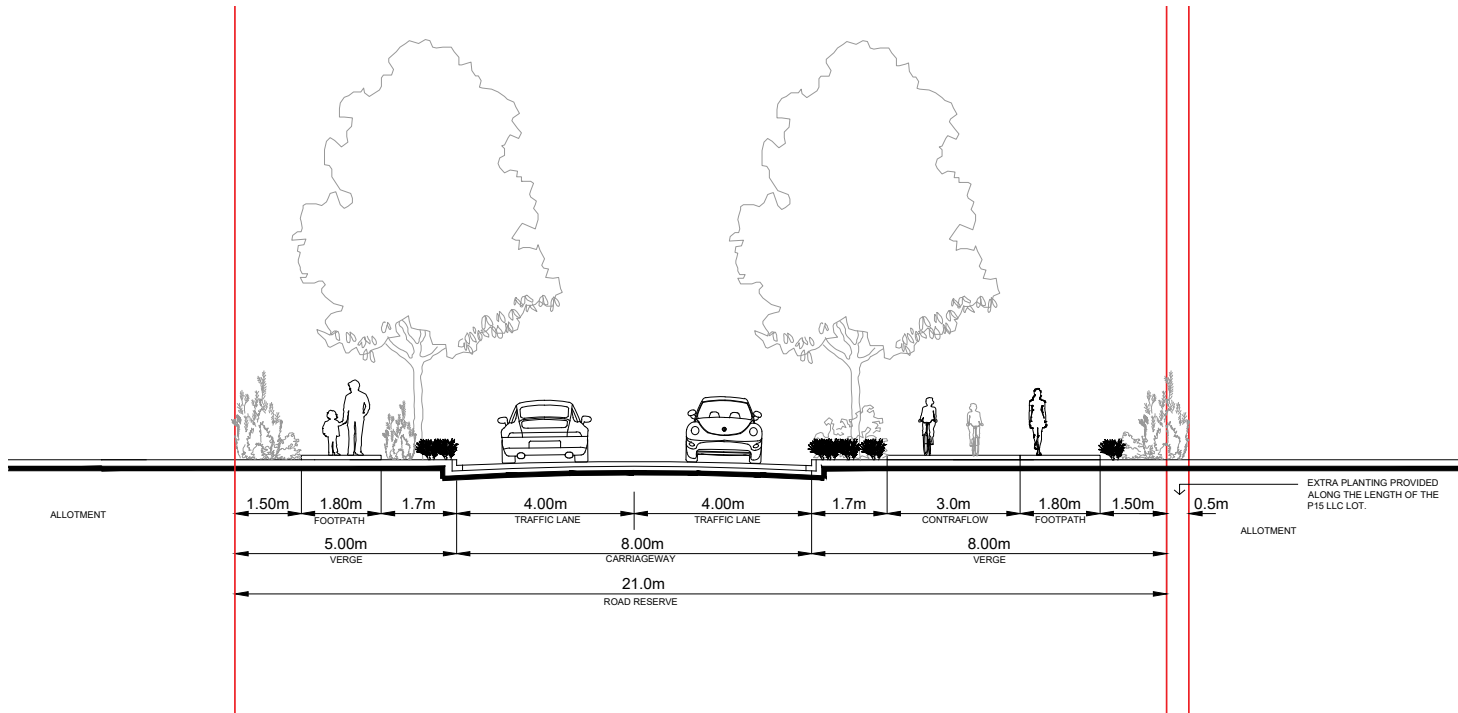 EXTRA PLANTING PROVIDED
ALONG THE LENGTH OF THE
P15 LLC LOT.
1.50m 1.80m 1.7m 4.00m 4.00m 1.7m 3.0m 1.80m 1.50m 0.5m
ALLOTMENT FOOTPATH TRAFFIC LANE TRAFFIC LANE CONTRAFLOW FOOTPATH ALLOTMENT
5.00m 8.00m 8.00m
VERGE CARRIAGEWAY VERGE
21.0m
ROAD RESERVE